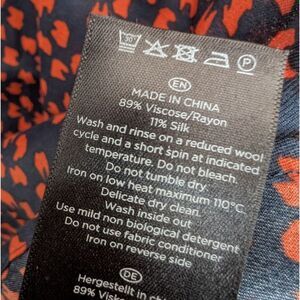 30
P
EN
MADE IN CHINA
89% Viscose/Rayon
11% Silk
Wash and rinse on a reduced wool
cycle and a short spin at indicated
temperature. Do not bleach.
Do not tumble dry.
Iron on low heat maximum 110°C.
Delicate dry clean.
Wash inside out
Use mild non biological detergent
Do not use fabric conditioner
Iron on reverse side
DE
Hergestellt in china
89% Viskose